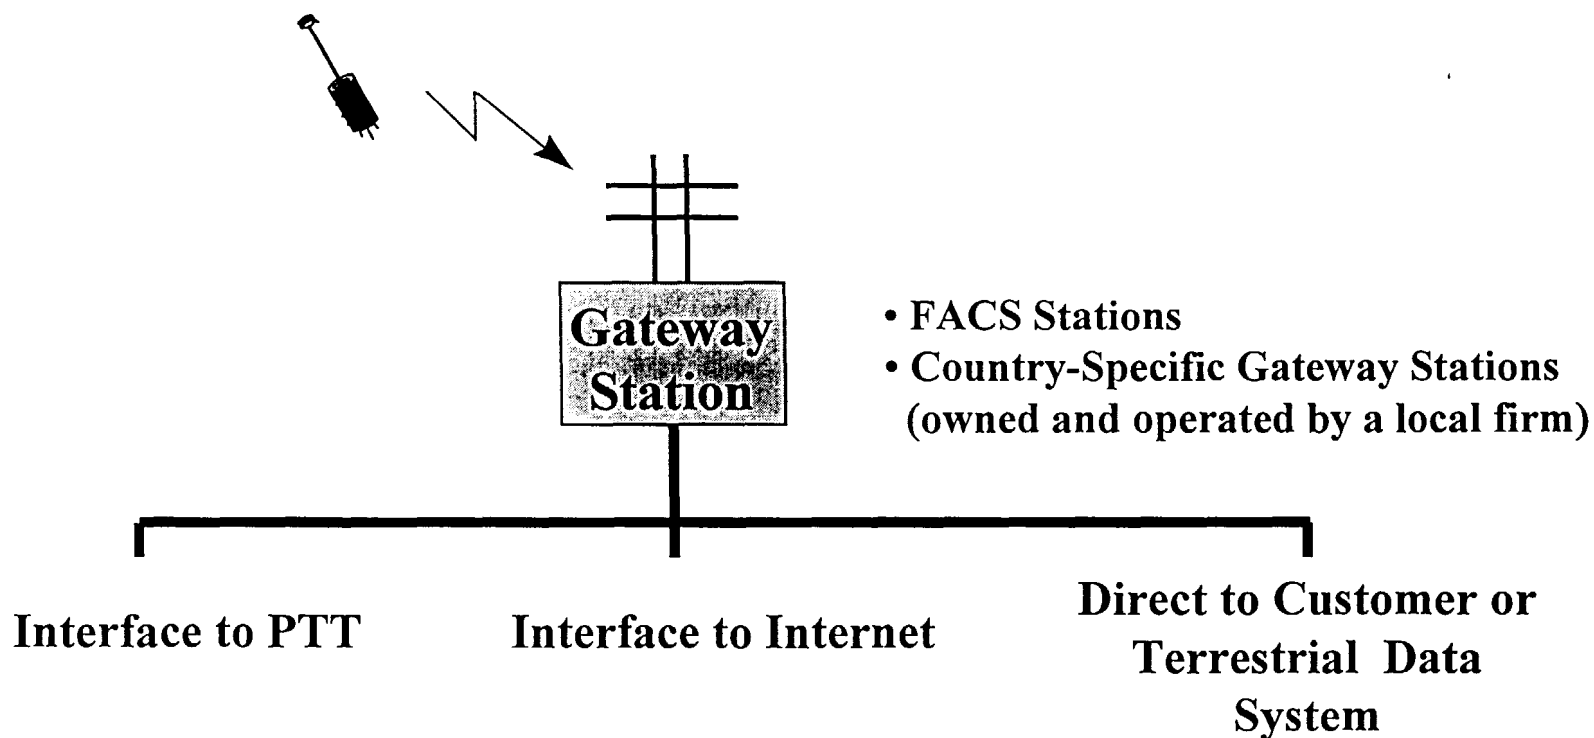 Gateway
Station
• FACS Stations
• Country-Specific Gateway Stations
(owned and operated by a local firm)
Interface to PTT
Interface to Internet
Direct to Customer or
Terrestrial Data
System